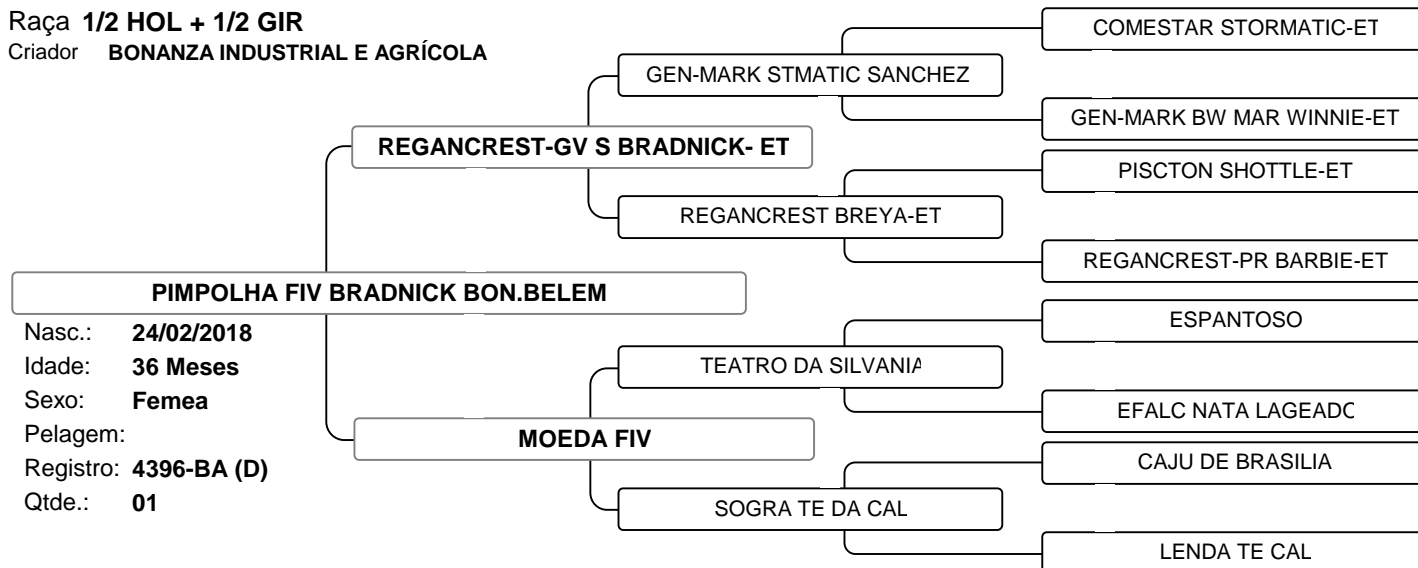 Raça 1/2 HOL + 1/2 GIR
Criador BONANZA INDUSTRIAL E AGRÍCOLA
COMESTAR STORMATIC-ET
GEN-MARK STMATIC SANCHEZ
GEN-MARK BW MAR WINNIE-ET
REGANCREST-GV S BRADNICK- ET
PISCTON SHOTTLE-ET
REGANCREST BREYA-ET
REGANCREST-PR BARBIE-ET
PIMPOLHA FIV BRADNICK BON.BELEM
Nasc.: 24/02/2018
Idade: 36 Meses
Sexo: Femea
Pelagem:
Registro: 4396-BA (D)
Qtde.: 01
ESPANTOSO
TEATRO DA SILVANIA
EFALC NATA LAGEADO
MOEDA FIV
CAJU DE BRASILIA
SOGRA TE DA CAL
LENDA TE CAL